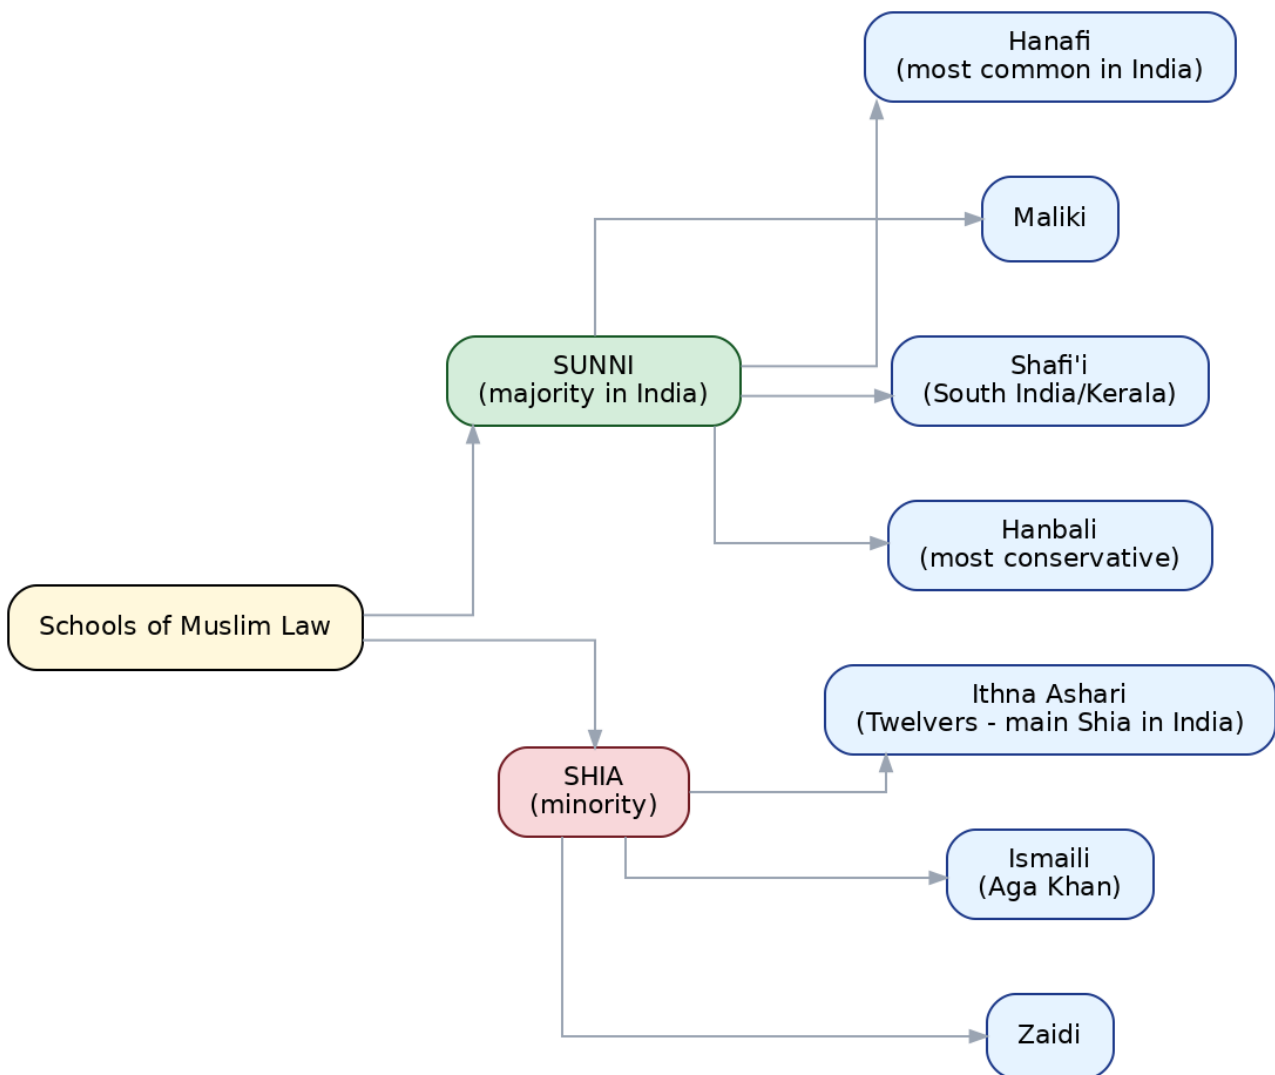 Hanafi
(most common in India)
Maliki
SUNNI
(majority in India)
Shafi'i
(South India/Kerala)
Hanbali
(most conservative)
Schools of Muslim Law
Ithna Ashari
(Twelvers - main Shia in India)
SHIA
(minority)
Ismaili
(Aga Khan)
Zaidi